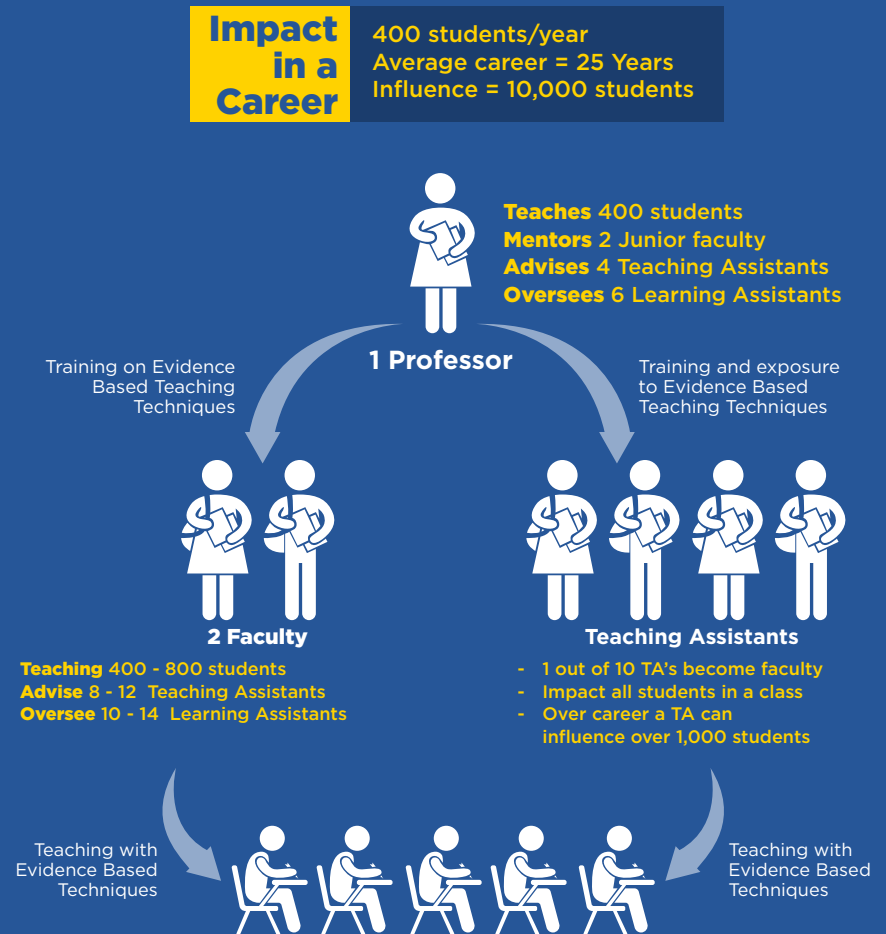 Impact
in a
Career
400 students/year
Average career = 25 Years
Influence = 10,000 students
Teaches 400 students
Mentors 2 Junior faculty
Advises 4 Teaching Assistants
Oversees 6 Learning Assistants
1 Professor
Training on Evidence
Based Teaching
Techniques
Training and exposure
to Evidence Based
Teaching Techniques
2 Faculty
Teaching 400 - 800 students
Advise 8 - 12 Teaching Assistants
Oversee 10 - 14 Learning Assistants
Teaching Assistants
- 1 out of 10 TA's become faculty
- Impact all students in a class
- Over career a TA can
influence over 1,000 students
Teaching with
Evidence Based
Techniques
Teaching with
Evidence Based
Techniques